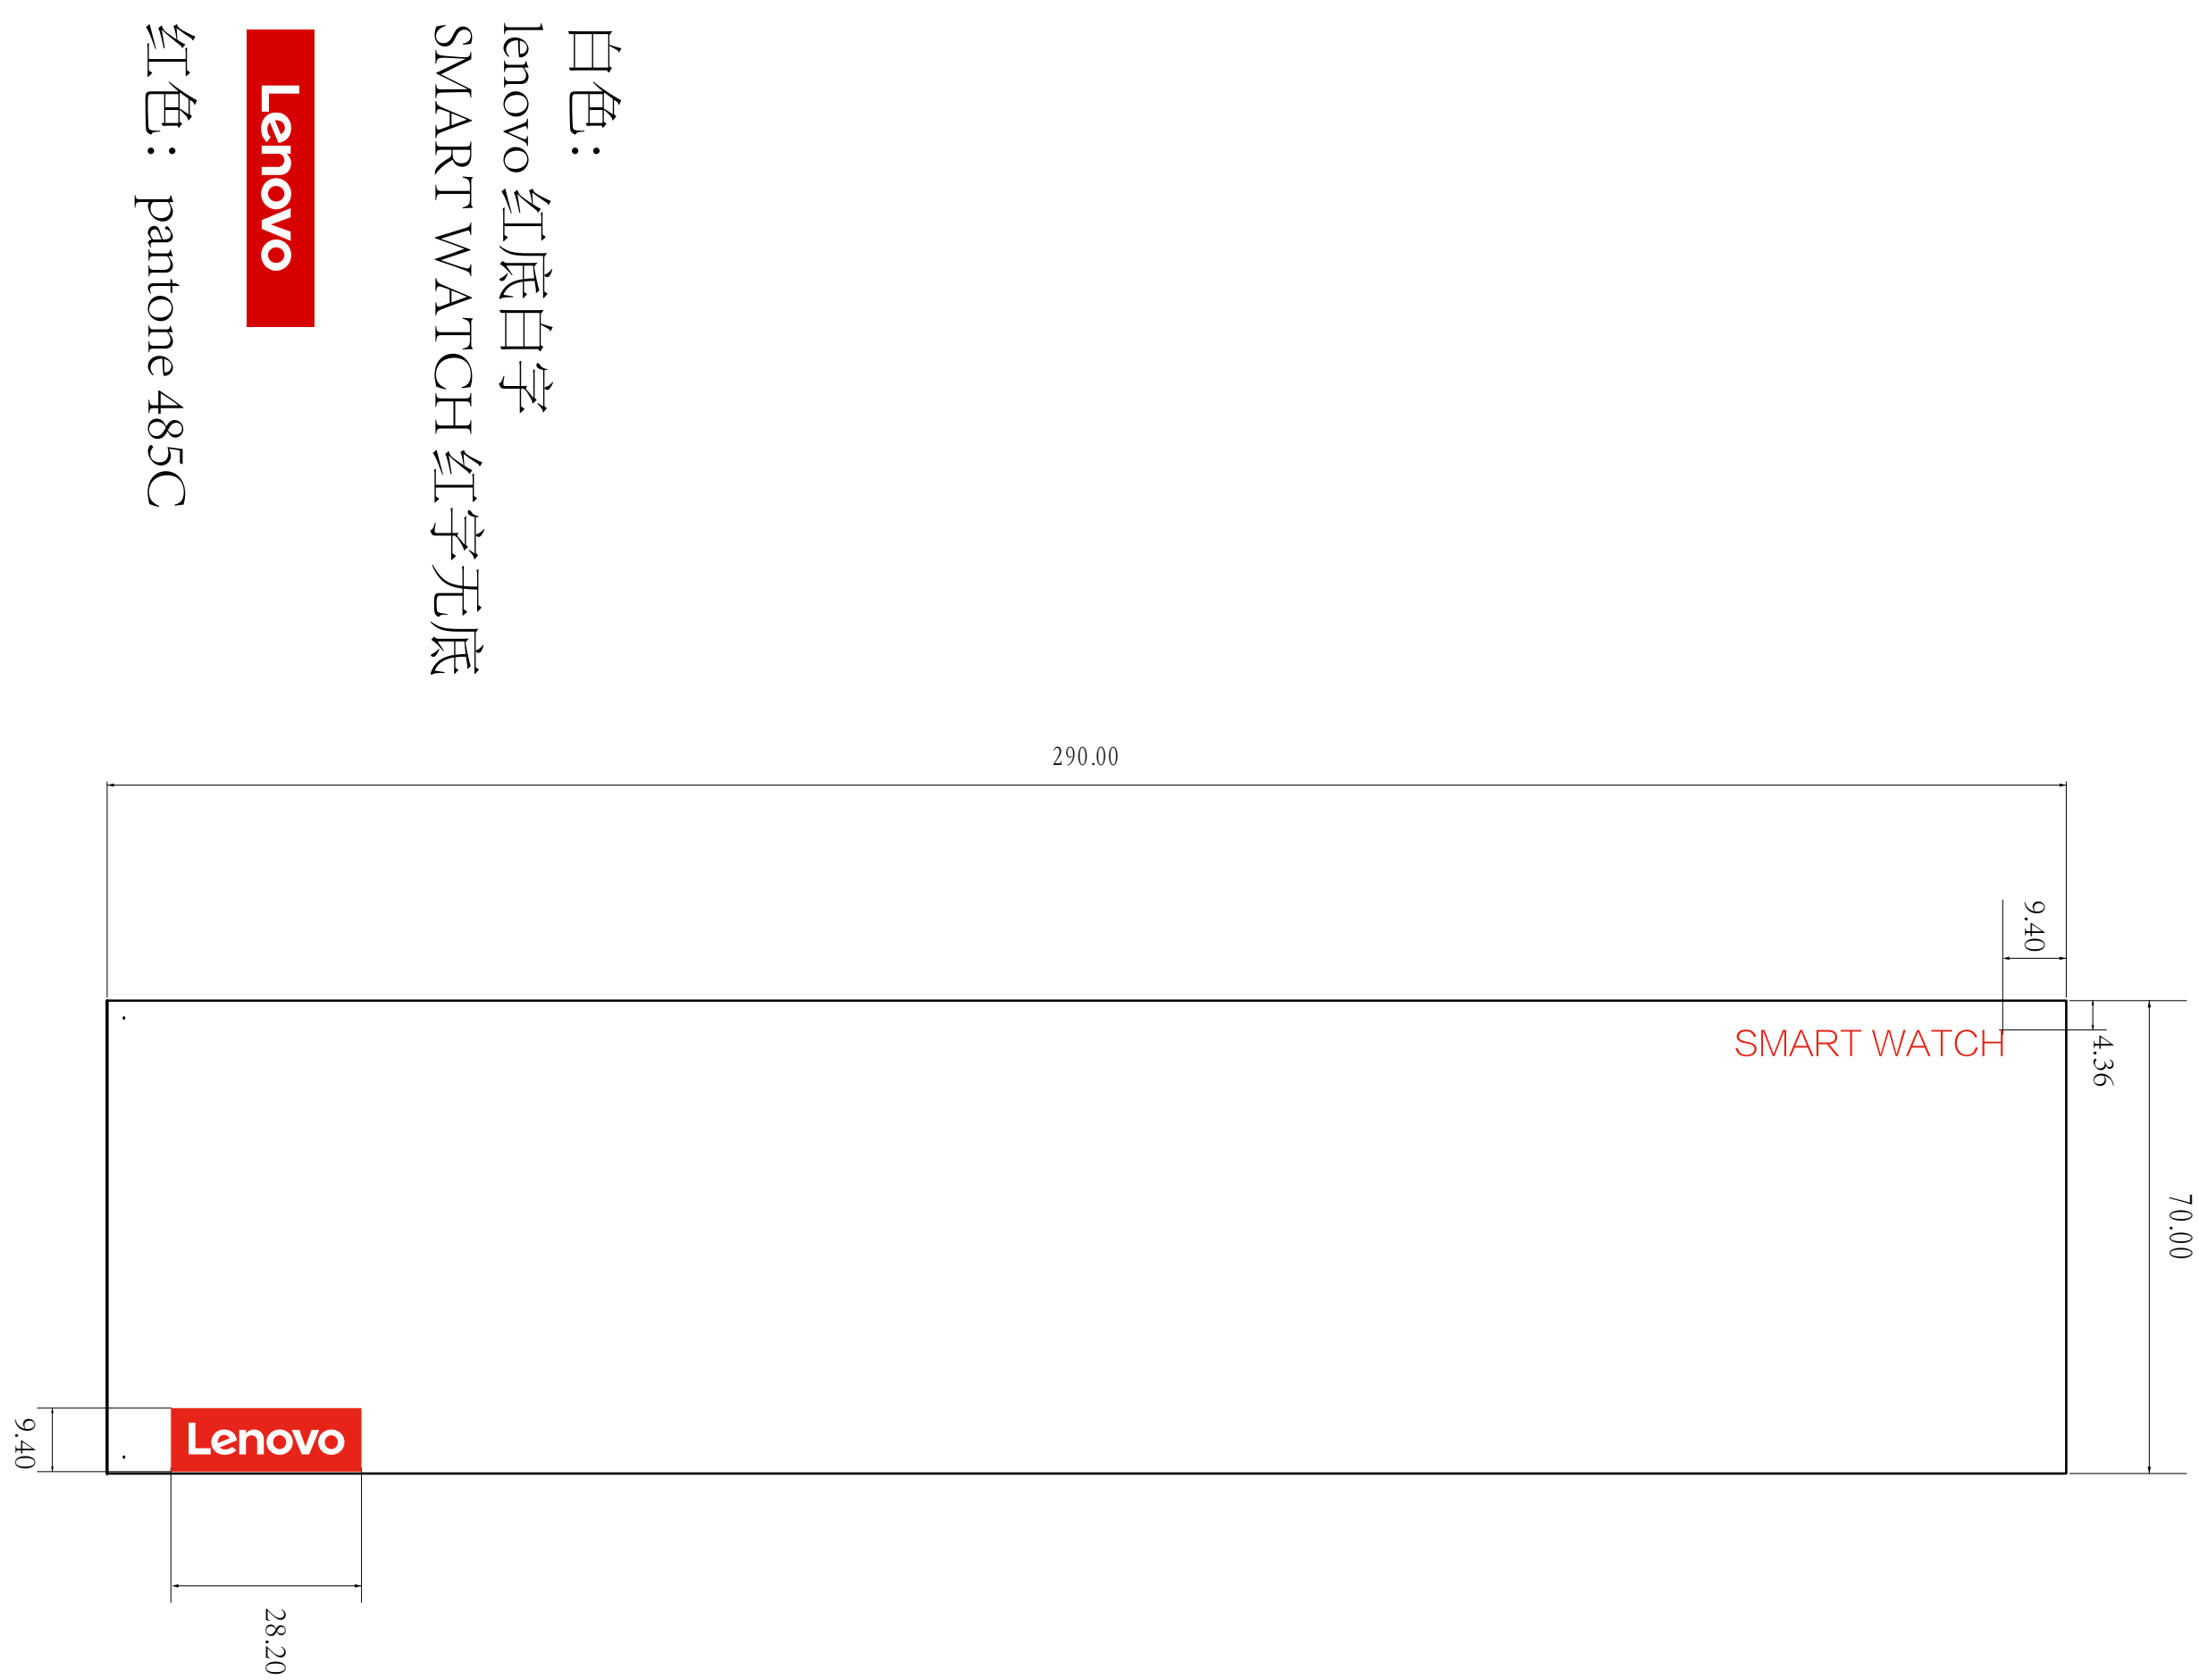 白色：
lenovo 红底白字
SMART WATCH 红字无底
Lenovo
红色：pantone 485C
290.00
9.40
4.36
SMART WATCH
70.00
Lenovo
9.40
28.20